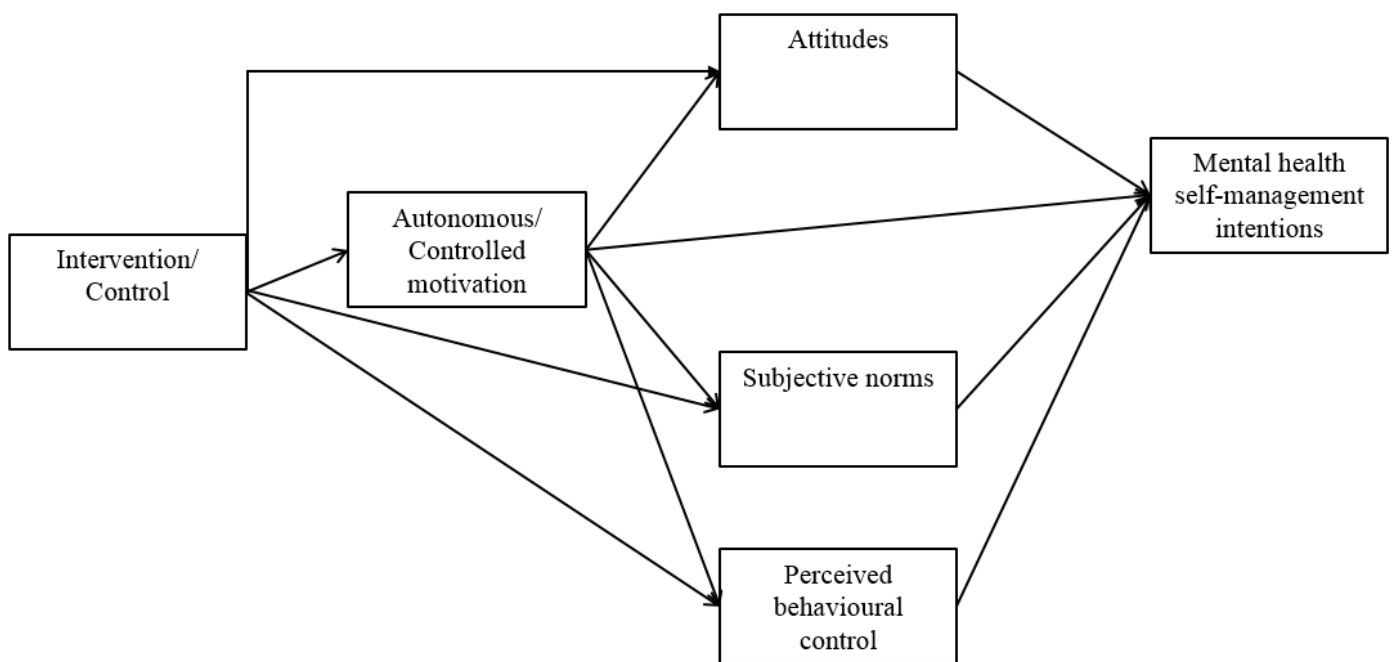 Attitudes
Mental health
self-management
intentions
Autonomous/
Controlled
motivation
Intervention/
Control
Subjective norms
Perceived
behavioural
control